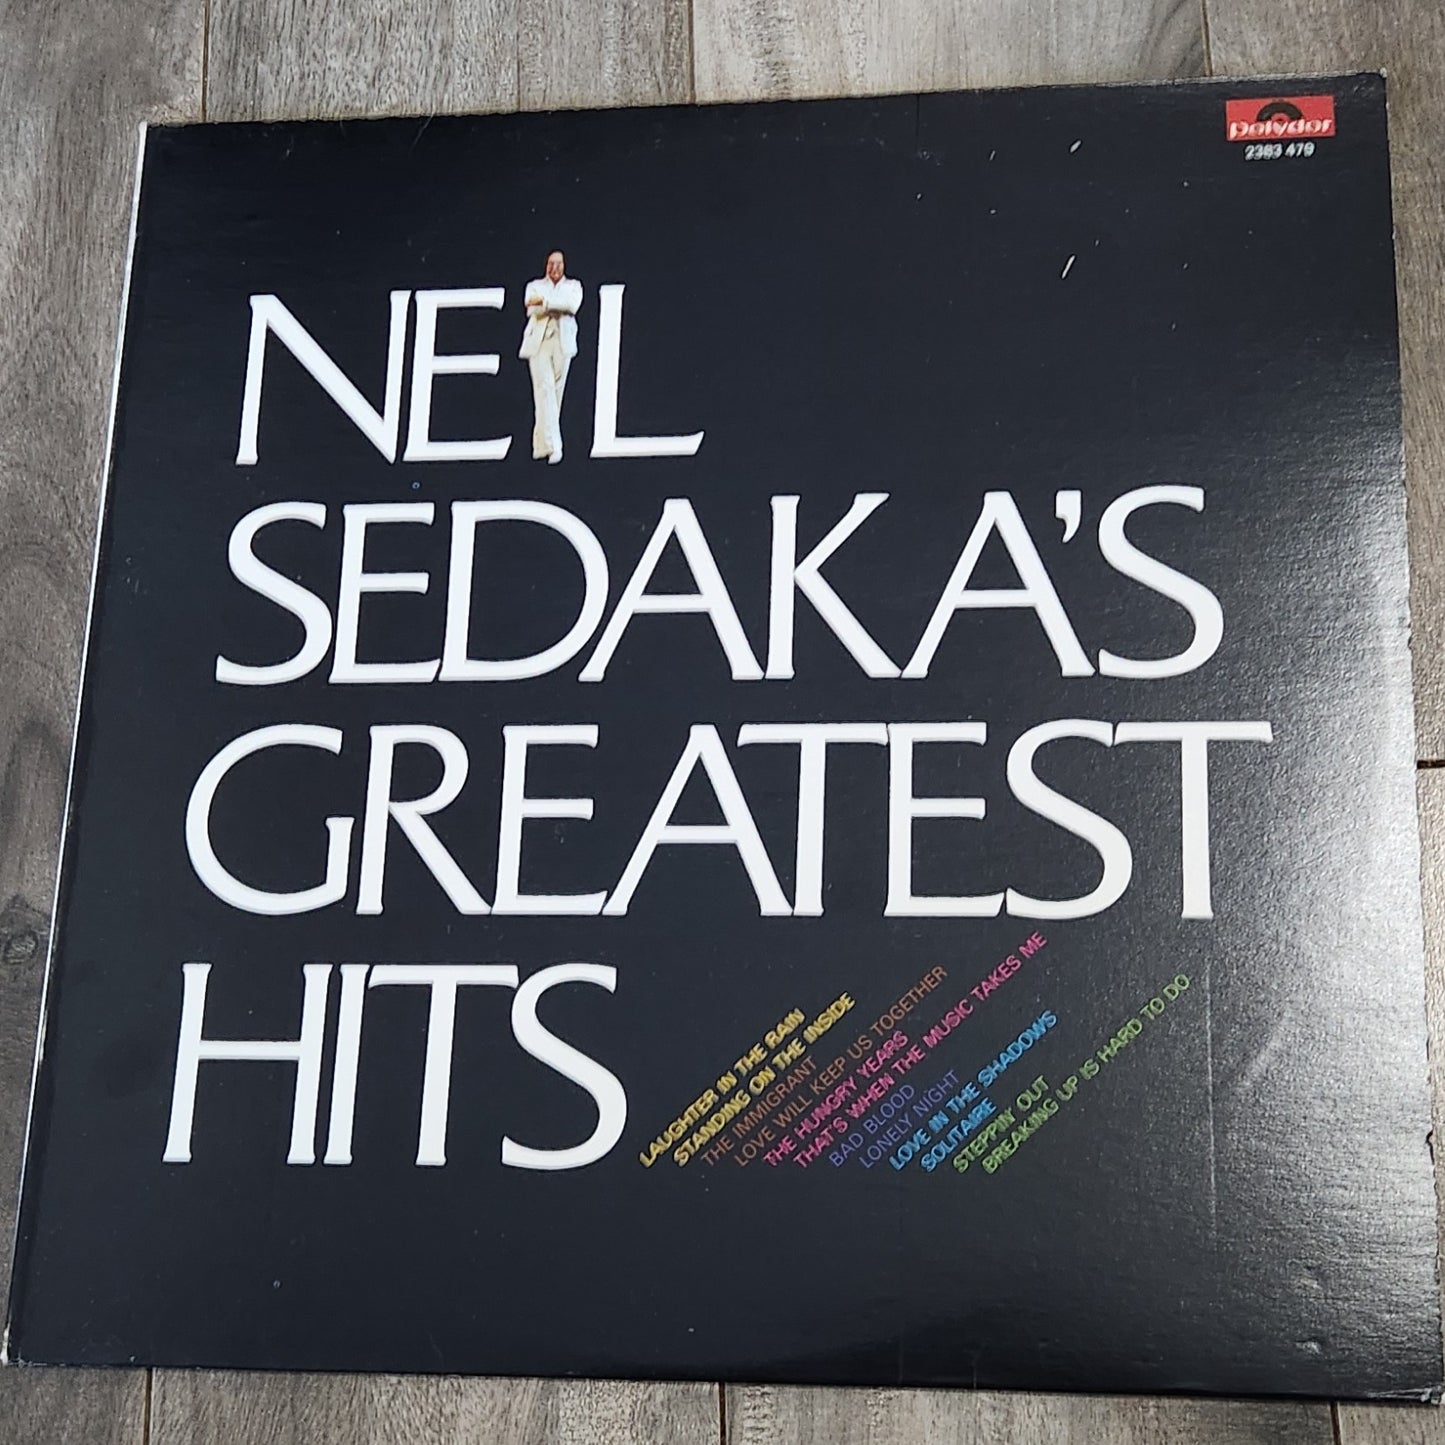 polydor
2383 479
NEIL
SEDAKA'S
GREATEST
HITS
LAUGHTER IN THE RAIN
STANDING ON THE INSIDE
THE IMMIGRANT
LOVE WILL KEEP US TOGETHER
THE HUNGRY YEARS
THAT'S WHEN THE MUSIC TAKES ME
BAD BLOOD
LONELY NIGHT
LOVE IN THE SHADOWS
SOLITAIRE
STEPPIN' OUT
BREAKING UP IS HARD TO DO